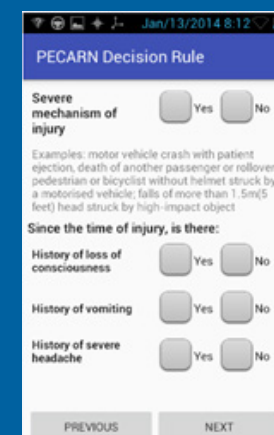 Jan/13/2014 8:12
PECARN Decision Rule
Severe
mechanism of
injury
Yes
No
Examples: motor vehicle crash with patient
ejection, death of another passenger or rollover
pedestrian or bicyclist without helmet struck by
a motorised vehicle; falls of more than 1.5m(5
feet) head struck by high-impact object
Since the time of injury, is there:
History of loss of
consciousness
Yes
No
History of vomiting
Yes
No
History of severe
headache
Yes
No
PREVIOUS
NEXT